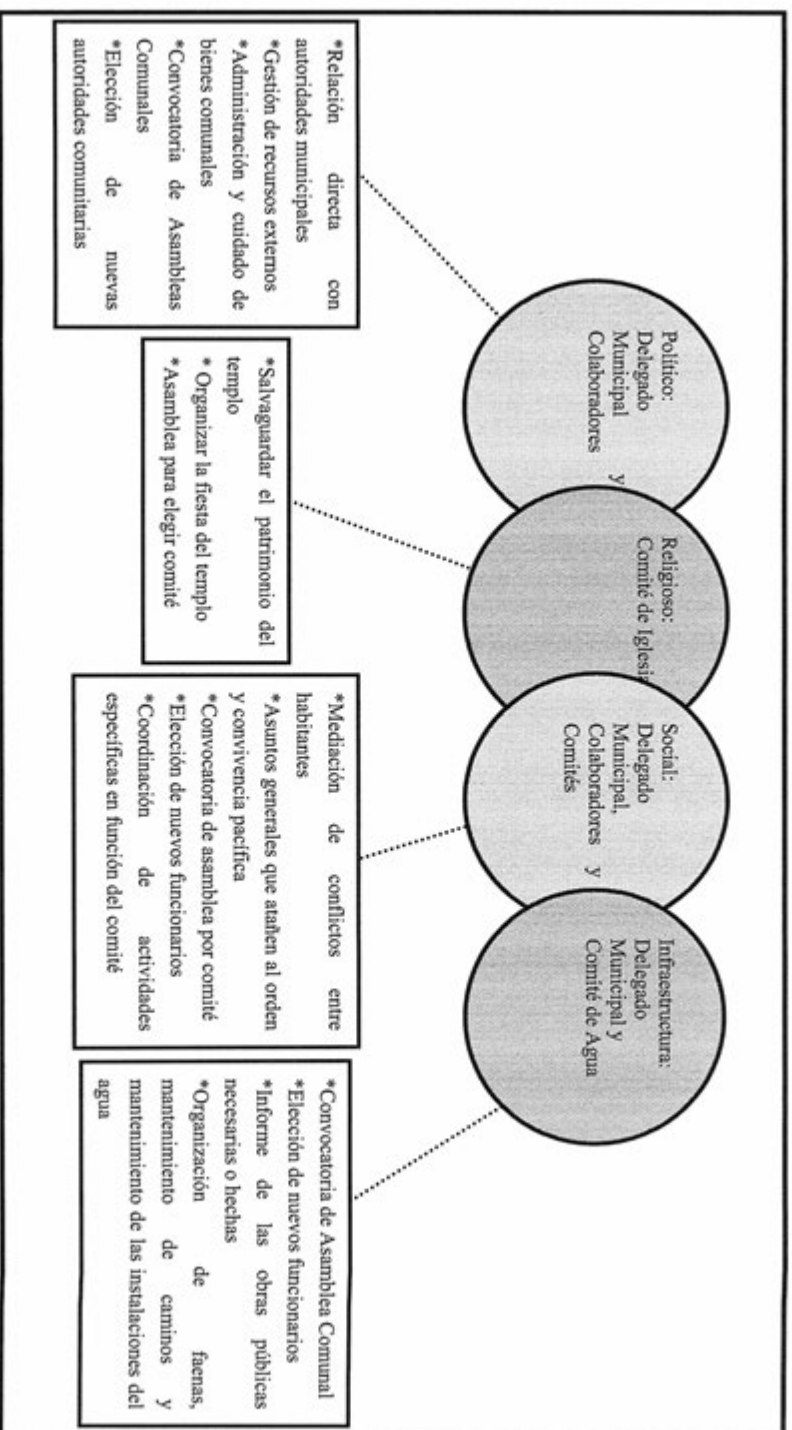 Político:
Delegado
Municipal y
Colaboradores
Religioso:
Comité de Iglesia
Social:
Delegado
Municipal,
Colaboradores y
Comités
Infraestructura:
Delegado
Municipal y
Comité de Agua
*Relación directa con
autoridades municipales
*Gestión de recursos externos
*Administración y cuidado de
bienes comunales
*Convocatoria de Asambleas
Comunales
*Elección de nuevas
autoridades comunitarias
*Salvaguardar el patrimonio del
templo
* Organizar la fiesta del templo
*Asamblea para elegir comité
*Mediación de conflictos entre
habitantes
*Asuntos generales que atañen al orden
y convivencia pacífica
*Convocatoria de asamblea por comité
*Elección de nuevos funcionarios
*Coordinación de actividades
específicas en función del comité
*Convocatoria de Asamblea Comunal
*Elección de nuevos funcionarios
*Informe de las obras públicas
necesarias o hechas
*Organización de faenas,
mantenimiento de caminos y
mantenimiento de las instalaciones del
agua